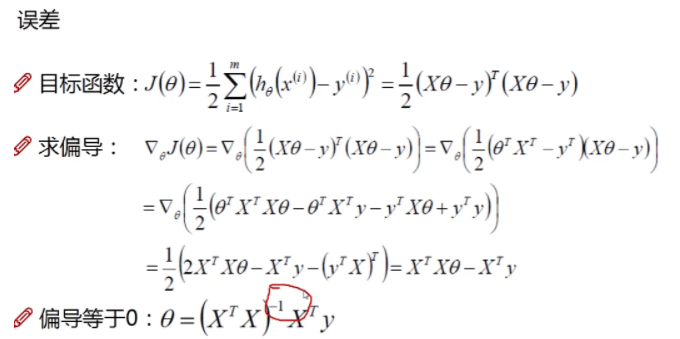 误差
目标函数：J(θ)=1/2 ∑_{i=1}^{m} (h_θ(x^{(i)})−y^{(i)})^2 = 1/2 (Xθ−y)^T (Xθ−y)
求偏导： ∇_θ J(θ)=∇_θ (1/2 (Xθ−y)^T (Xθ−y))=∇_θ (1/2 (θ^T X^T −y^T)(Xθ−y))
=∇_θ (1/2 (θ^T X^T Xθ−θ^T X^T y−y^T Xθ+y^T y))
=1/2 (2X^T Xθ−X^T y−(y^T X)^T)=X^T Xθ−X^T y
偏导等于0：θ=(X^T X)^{−1} X^T y